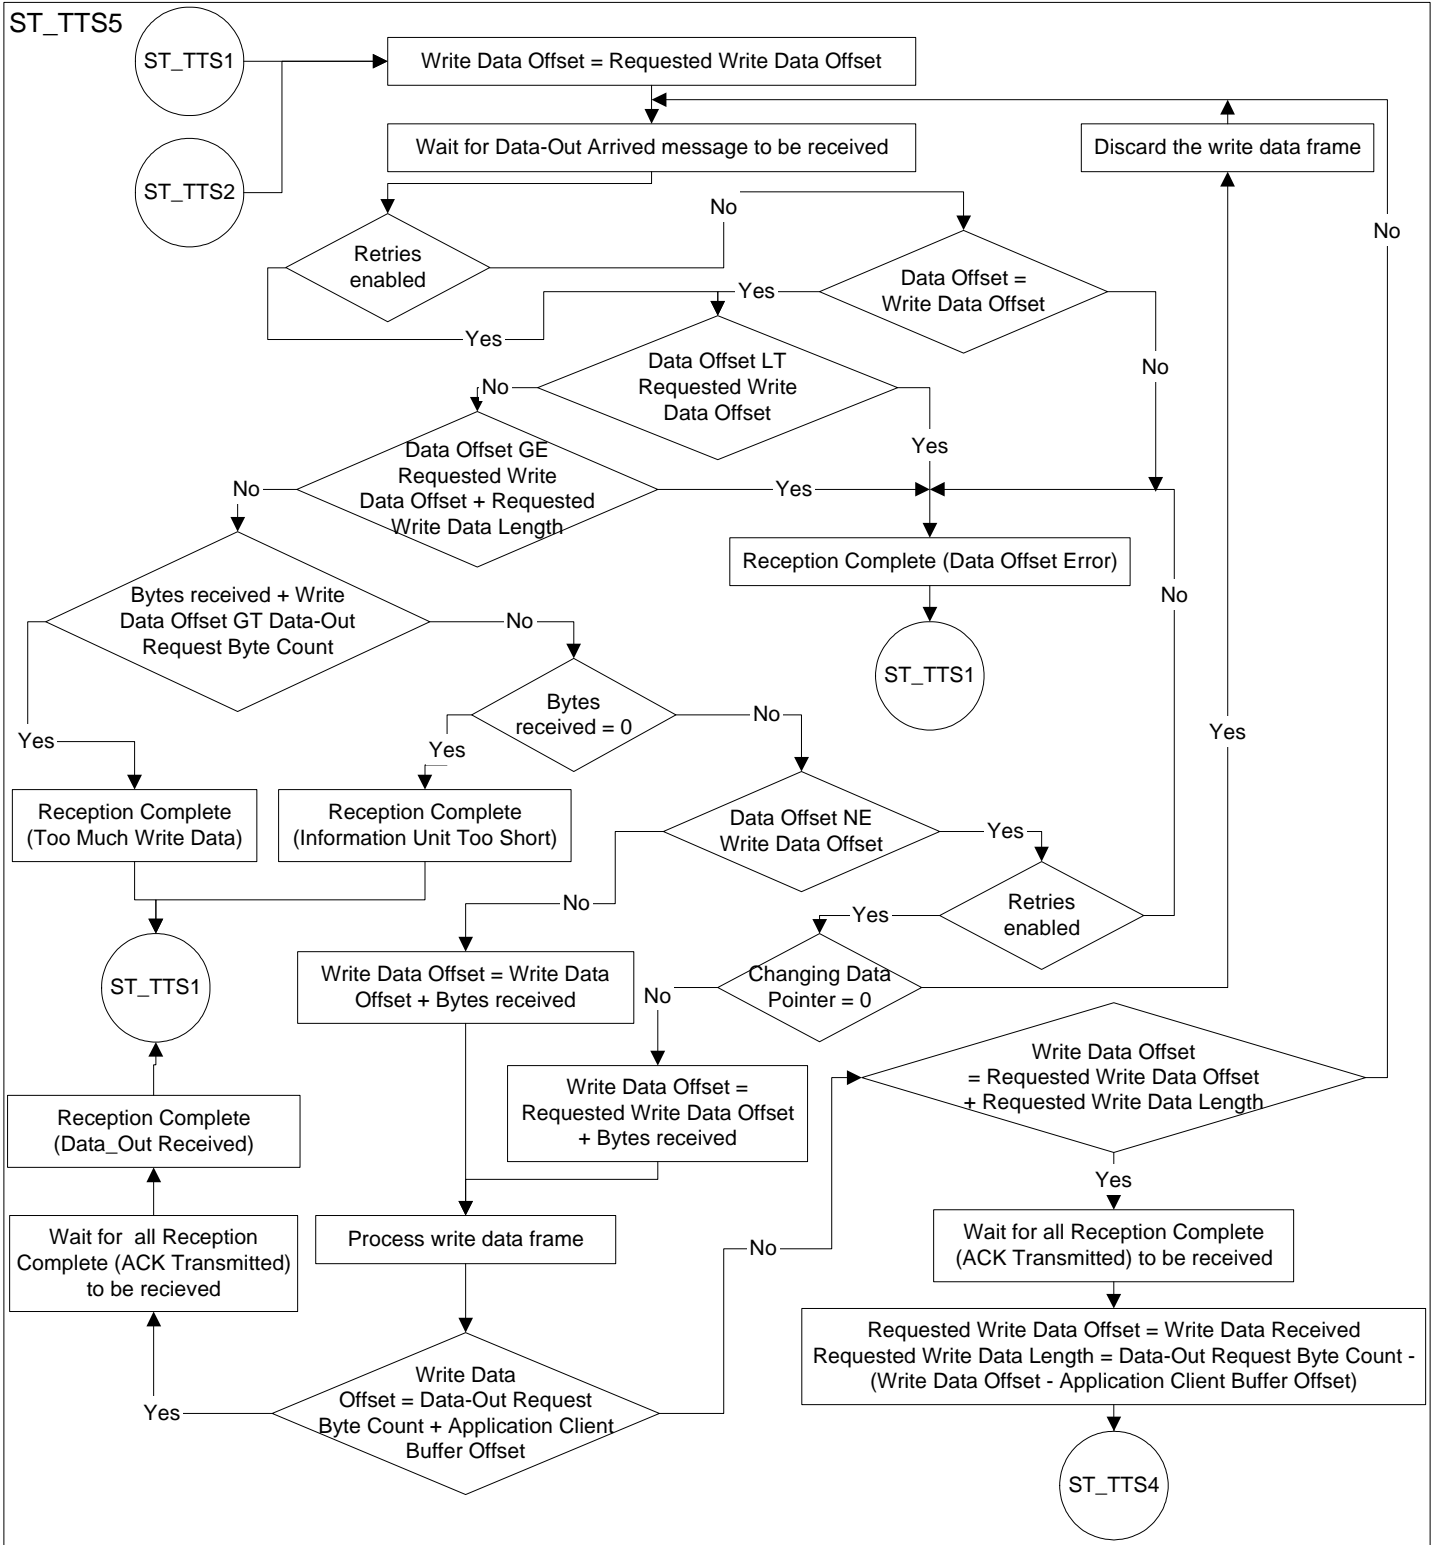 ST_TTS5
ST_TTS1
Write Data Offset = Requested Write Data Offset
Wait for Data-Out Arrived message to be received
Discard the write data frame
ST_TTS2
No
No
Retries
enabled
Data Offset =
Write Data Offset
Yes
Yes
Data Offset LT
Requested Write
Data Offset
No
No
Yes
Data Offset GE
Requested Write
Data Offset + Requested
Write Data Length
No
Yes
Reception Complete (Data Offset Error)
No
Bytes received + Write
Data Offset GT Data-Out
Request Byte Count
No
ST_TTS1
Bytes
received = 0
No
Yes
Yes
Yes
Reception Complete
(Too Much Write Data)
Reception Complete
(Information Unit Too Short)
Data Offset NE
Write Data Offset
Yes
No
Retries
enabled
Yes
ST_TTS1
Write Data Offset = Write Data
Offset + Bytes received
Changing Data
Pointer = 0
No
Write Data Offset
= Requested Write Data Offset
+ Requested Write Data Length
Write Data Offset =
Requested Write Data Offset
+ Bytes received
Reception Complete
(Data_Out Received)
Yes
Wait for  all Reception
Complete (ACK Transmitted)
to be recieved
Process write data frame
No
Wait for all Reception Complete
(ACK Transmitted) to be received
Requested Write Data Offset = Write Data Received
Requested Write Data Length = Data-Out Request Byte Count -
(Write Data Offset - Application Client Buffer Offset)
Write Data
Offset = Data-Out Request
Byte Count + Application Client
Buffer Offset
Yes
ST_TTS4